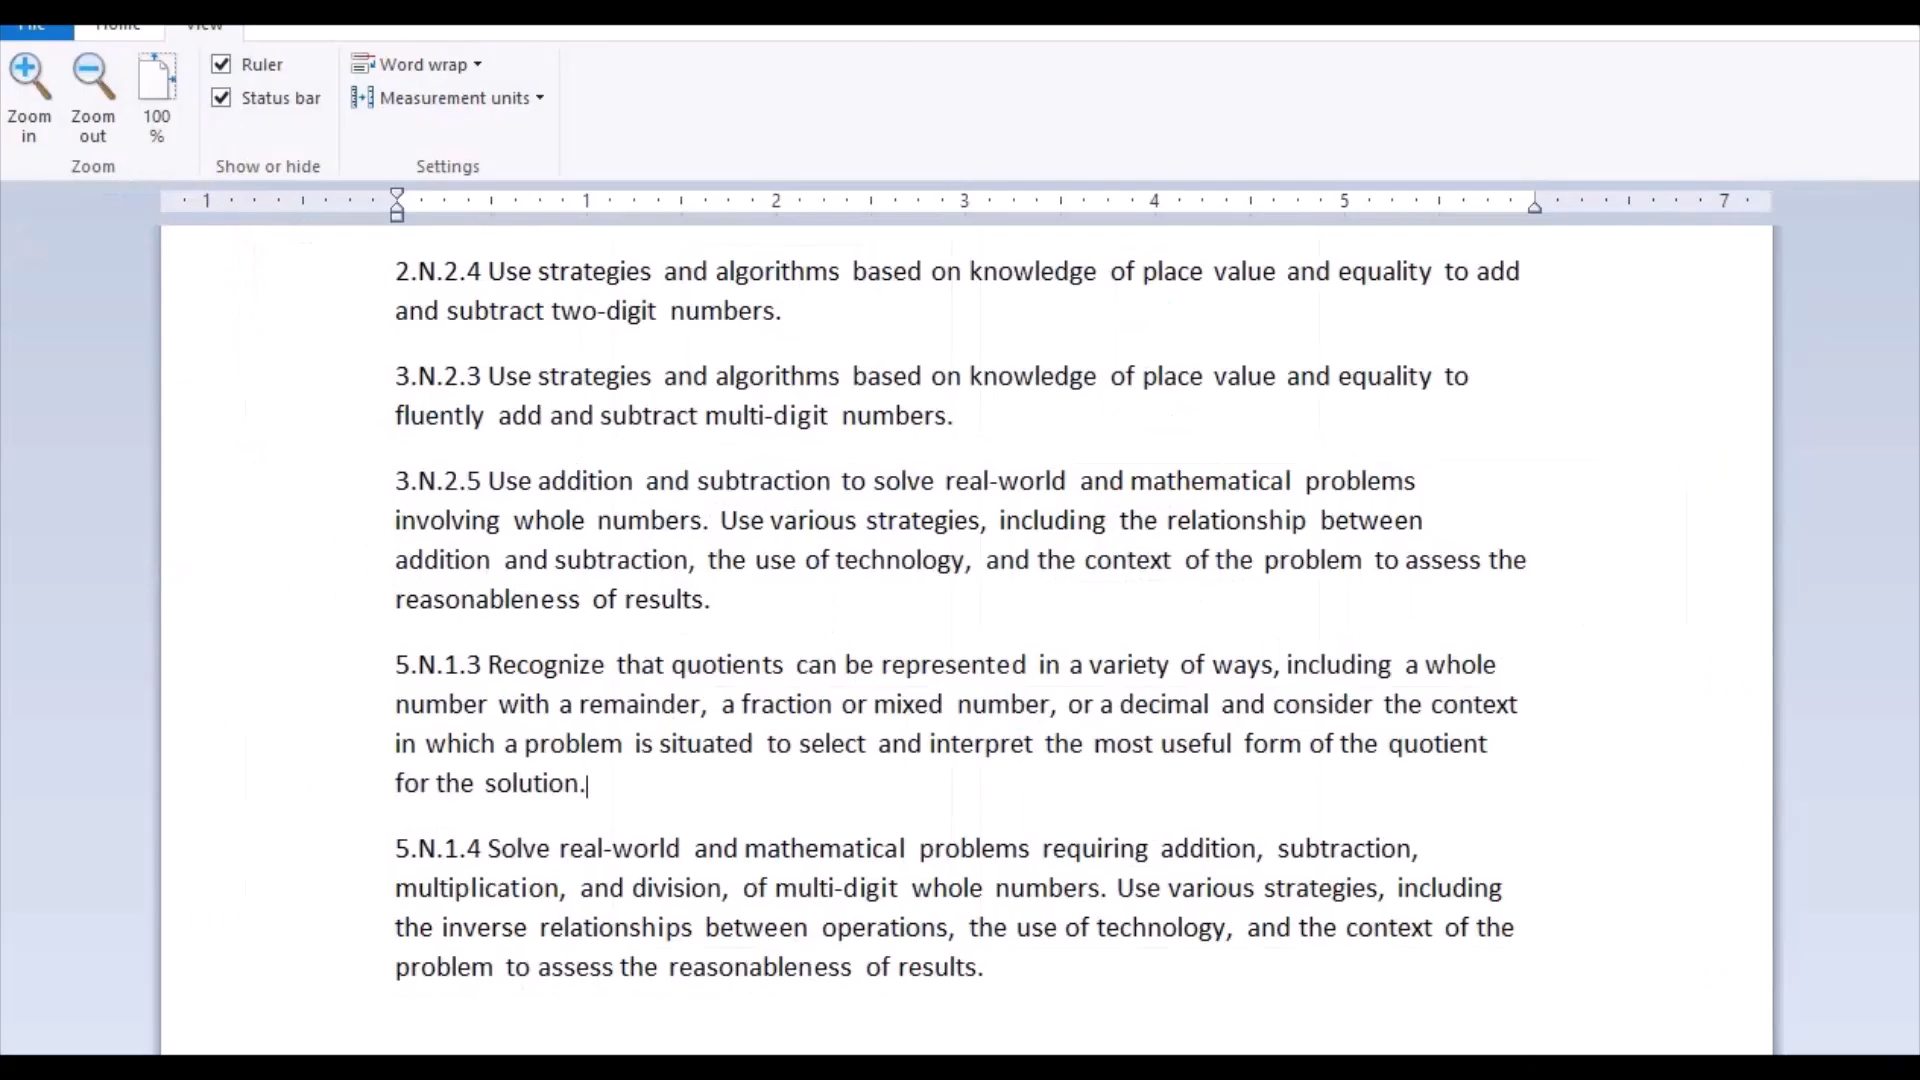 File Home View
Zoom in
Zoom out
100 %
Ruler
Status bar
Word wrap
Measurement units
Zoom
Show or hide
Settings
1 1 2 3 4 5 7
2.N.2.4 Use strategies and algorithms based on knowledge of place value and equality to add
and subtract two-digit numbers.
3.N.2.3 Use strategies and algorithms based on knowledge of place value and equality to
fluently add and subtract multi-digit numbers.
3.N.2.5 Use addition and subtraction to solve real-world and mathematical problems
involving whole numbers. Use various strategies, including the relationship between
addition and subtraction, the use of technology, and the context of the problem to assess the
reasonableness of results.
5.N.1.3 Recognize that quotients can be represented in a variety of ways, including a whole
number with a remainder, a fraction or mixed number, or a decimal and consider the context
in which a problem is situated to select and interpret the most useful form of the quotient
for the solution.
5.N.1.4 Solve real-world and mathematical problems requiring addition, subtraction,
multiplication, and division, of multi-digit whole numbers. Use various strategies, including
the inverse relationships between operations, the use of technology, and the context of the
problem to assess the reasonableness of results.